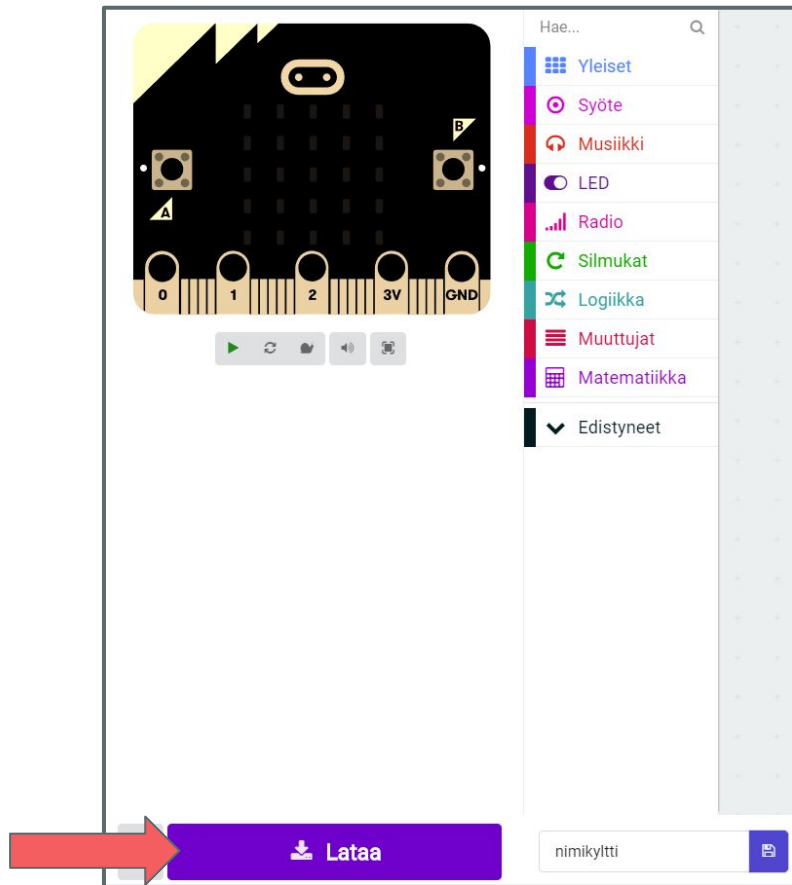 B
A
0 1 2 3V GND
Hae...
Yleiset
Syöte
Musiikki
LED
Radio
Silmukat
Logiikka
Muuttujat
Matematiikka
Edistyneet
Lataa
nimikyltti